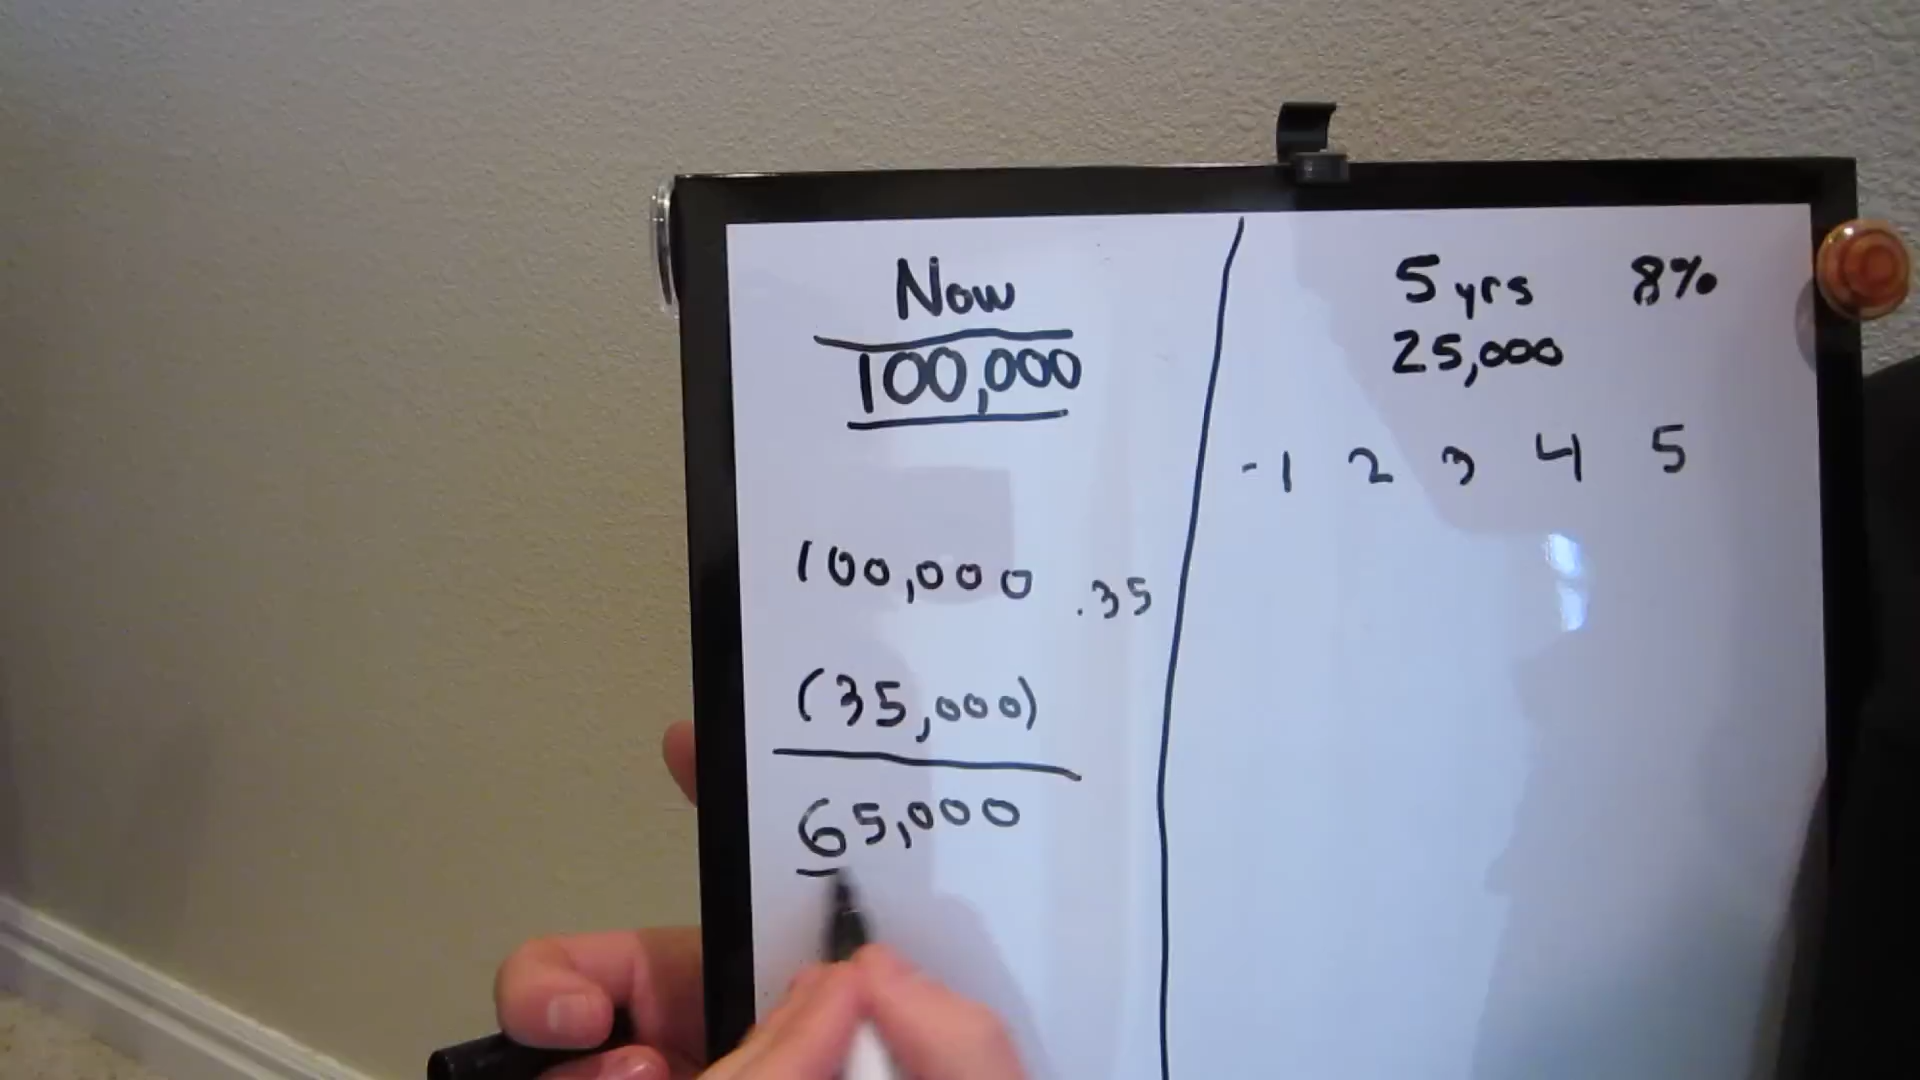 Now
100,000
100,000 .35
(35,000)
65,000
5 yrs 8%
25,000
- 1 2 3 4 5